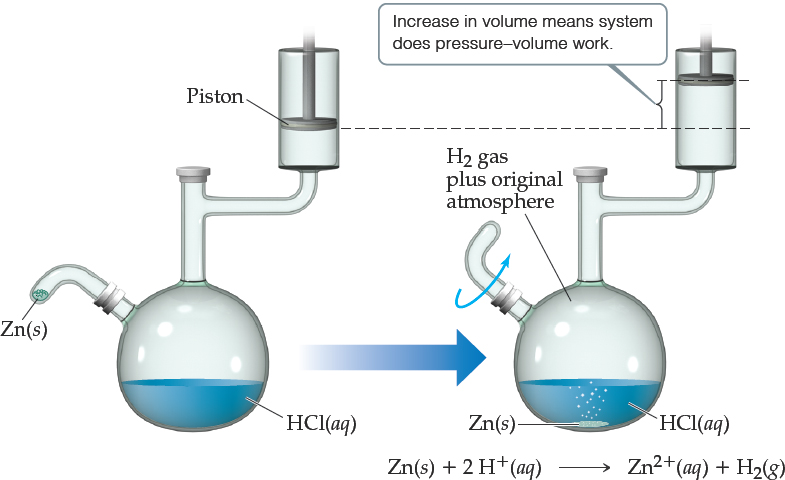 Increase in volume means system
does pressure–volume work.
Piston
H₂ gas
plus original
atmosphere
Zn(s)
HCl(aq)
Zn(s)
HCl(aq)
Zn(s) + 2 H⁺(aq) ⟶ Zn²⁺(aq) + H₂(g)